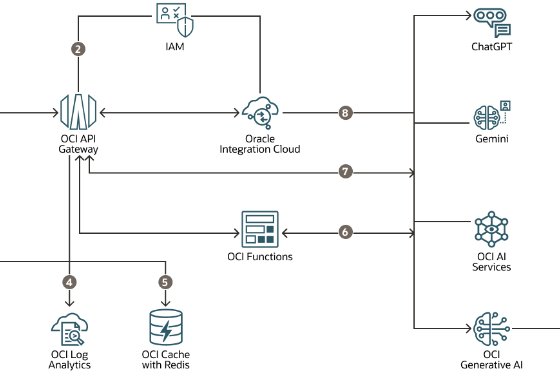 IAM
ChatGPT
2
OCI API
Gateway
Oracle
Integration Cloud
8
Gemini
7
OCI Functions
6
OCI AI
Services
4
5
OCI Log
Analytics
OCI Cache
with Redis
OCI
Generative AI